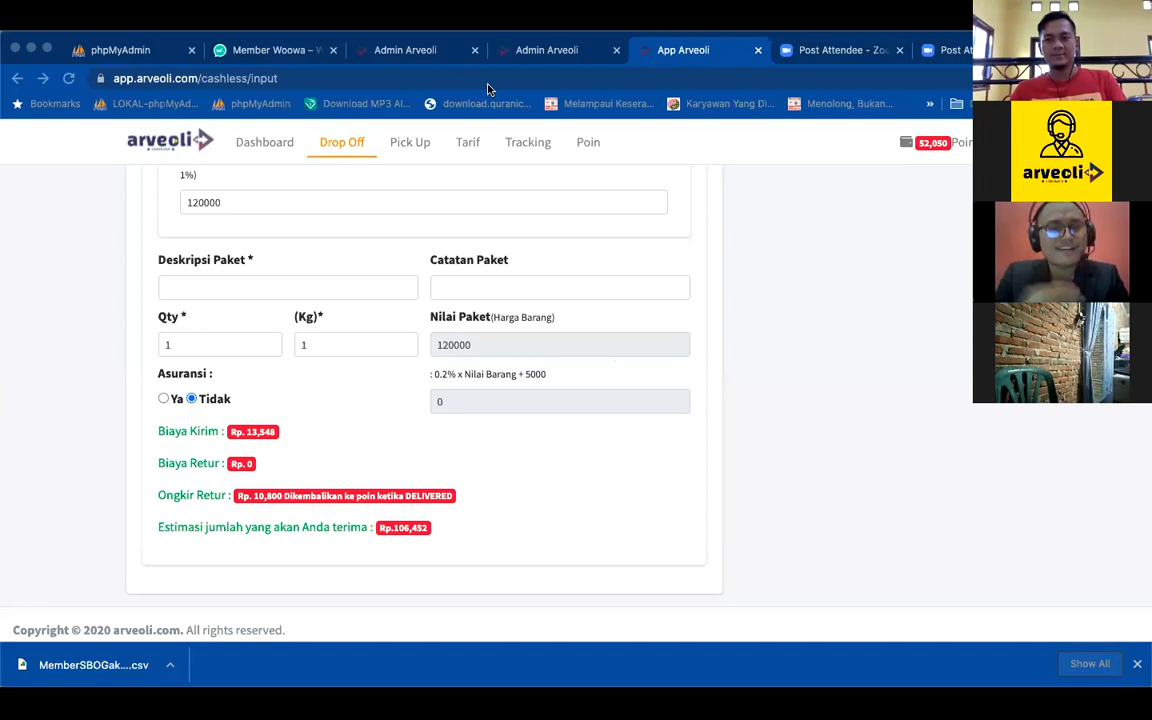 phpMyAdmin
Member Woowa – W
Admin Arveoli
Admin Arveoli
App Arveoli
Post Attendee - Zoo
Post At
app.arveoli.com/cashless/input
Bookmarks
LOKAL-phpMyAd...
phpMyAdmin
Download MP3 Al...
download.quranic...
Melampaui Kesera...
Karyawan Yang Di...
Menolong, Bukan...
»
arveoli
Dashboard
Drop Off
Pick Up
Tarif
Tracking
Poin
52,050
Poin
1%)
120000
Deskripsi Paket *
Catatan Paket
Qty *
(Kg)*
Nilai Paket(Harga Barang)
1
1
120000
Asuransi :
: 0.2% x Nilai Barang + 5000
Ya
Tidak
0
Biaya Kirim : Rp. 13,548
Biaya Retur : Rp. 0
Ongkir Retur : Rp. 10,800 Dikembalikan ke poin ketika DELIVERED
Estimasi jumlah yang akan Anda terima : Rp.106,452
Copyright © 2020 arveoli.com. All rights reserved.
MemberSBOGak....csv
Show All
arveoli